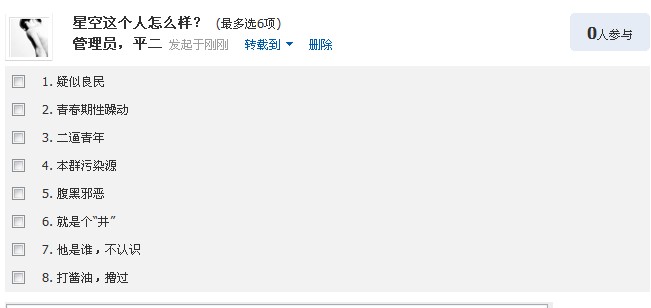 星空这个人怎么样？ （最多选6项）
管理员，平二 发起于刚刚 转载到 删除
0人参与
1. 疑似良民
2. 青春期性躁动
3. 二逼青年
4. 本群污染源
5. 腹黑邪恶
6. 就是个“井”
7. 他是谁，不认识
8. 打酱油，撸过